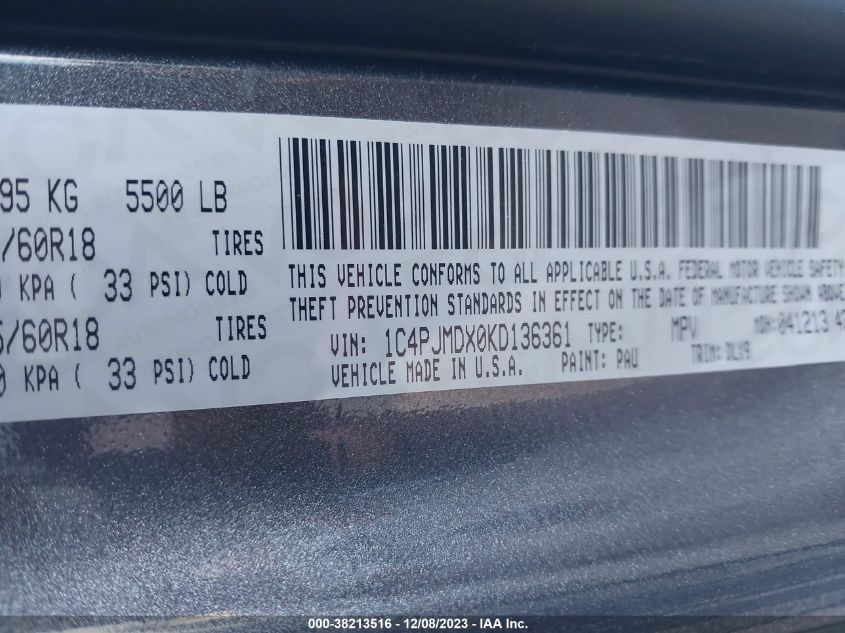 95 KG 5500 LB
/60R18 TIRES
KPA ( 33 PSI) COLD
/60R18 TIRES
KPA ( 33 PSI) COLD
THIS VEHICLE CONFORMS TO ALL APPLICABLE U.S.A. FEDERAL MOTOR VEHICLE SAFETY
THEFT PREVENTION STANDARDS IN EFFECT ON THE DATE OF MANUFACTURE SHOWN ABOVE
VIN: 1C4PJMDX0KD136361 TYPE: MPV MDH: 041213
VEHICLE MADE IN U.S.A. PAINT: PAU TRIM: DLX9
000-38213516 - 12/08/2023 - IAA Inc.